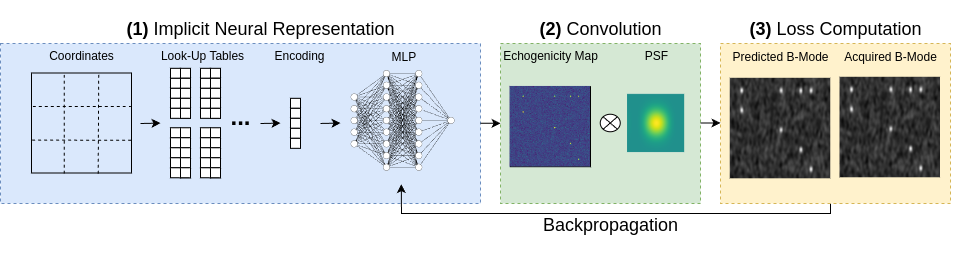 (1) Implicit Neural Representation
(2) Convolution
(3) Loss Computation
Coordinates
Look-Up Tables
Encoding
MLP
Echogenicity Map
PSF
Predicted B-Mode
Acquired B-Mode
...
Backpropagation